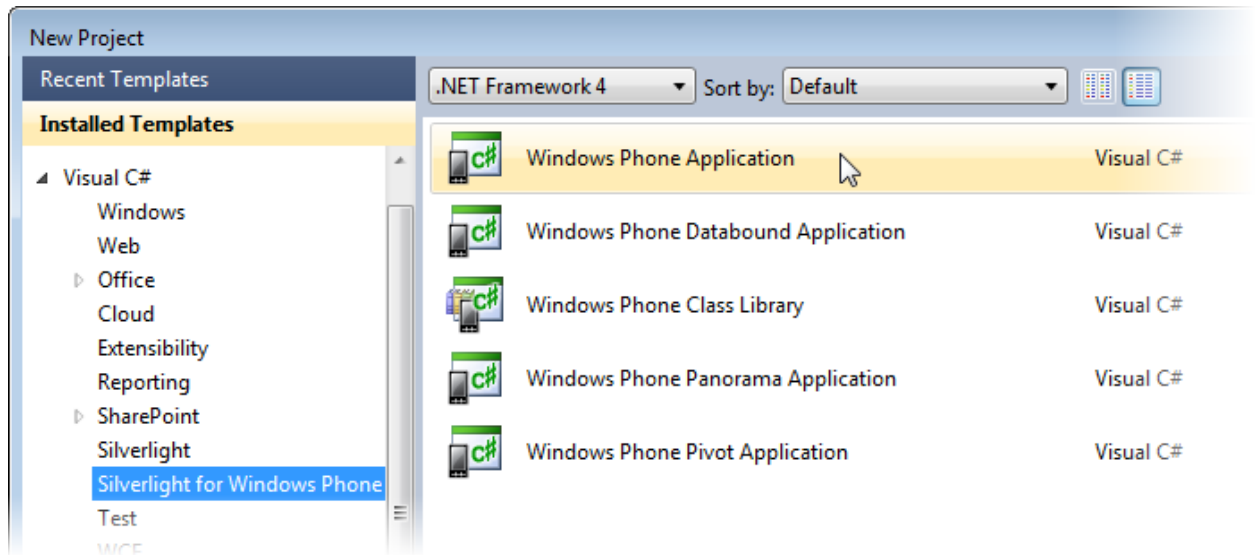 New Project
Recent Templates
Installed Templates
Visual C#
Windows
Web
Office
Cloud
Extensibility
Reporting
SharePoint
Silverlight
Silverlight for Windows Phone
Test
WCF
.NET Framework 4 Sort by: Default
C# Windows Phone Application Visual C#
C# Windows Phone Databound Application Visual C#
C# Windows Phone Class Library Visual C#
C# Windows Phone Panorama Application Visual C#
C# Windows Phone Pivot Application Visual C#